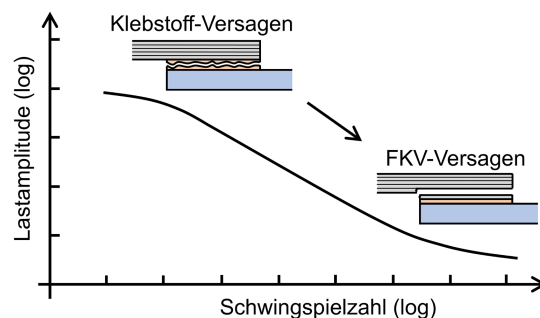 Klebstoff-Versagen
FKV-Versagen
Lastamplitude (log)
Schwingspielzahl (log)